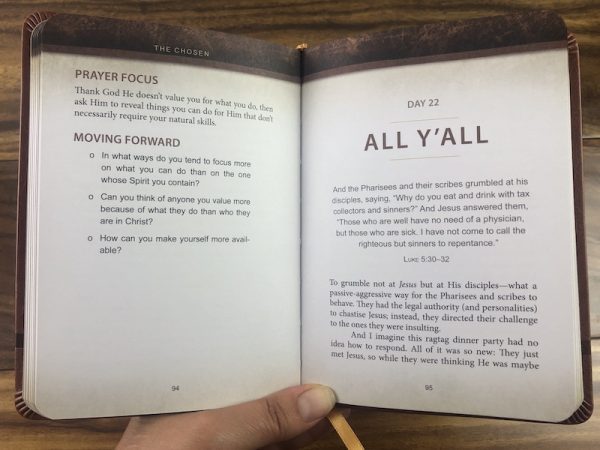 THE CHOSEN
PRAYER FOCUS
Thank God He doesn't value you for what you do, then
ask Him to reveal things you can do for Him that don't
necessarily require your natural skills.
MOVING FORWARD
o In what ways do you tend to focus more
on what you can do than on the one
whose Spirit you contain?
o Can you think of anyone you value more
because of what they do than who they
are in Christ?
o How can you make yourself more avail-
able?
94
DAY 22
ALL Y'ALL
And the Pharisees and their scribes grumbled at his
disciples, saying, "Why do you eat and drink with tax
collectors and sinners?" And Jesus answered them,
"Those who are well have no need of a physician,
but those who are sick. I have not come to call the
righteous but sinners to repentance."
LUKE 5:30–32
To grumble not at Jesus but at His disciples—what a
passive-aggressive way for the Pharisees and scribes to
behave. They had the legal authority (and personalities)
to chastise Jesus; instead, they directed their challenge
to the ones they were insulting.
And I imagine this ragtag dinner party had no
idea how to respond. All of it was so new: They just
met Jesus, so while they were thinking He was maybe
95